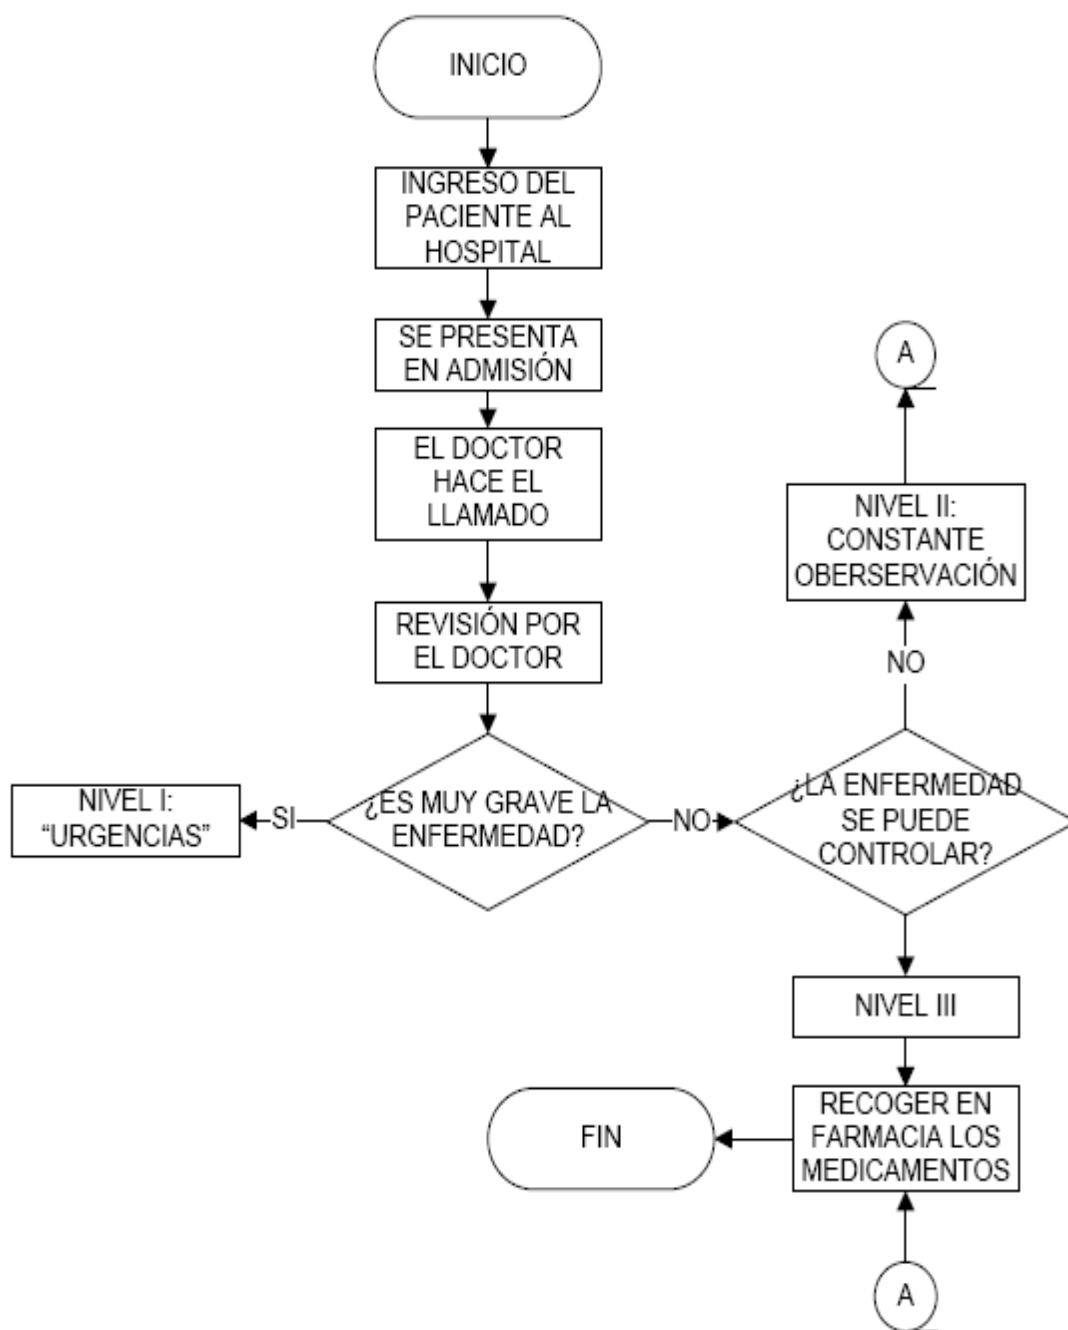 INICIO
INGRESO DEL
PACIENTE AL
HOSPITAL
SE PRESENTA
EN ADMISIÓN
A
EL DOCTOR
HACE EL
LLAMADO
NIVEL II:
CONSTANTE
OBERSERVACIÓN
REVISIÓN POR
EL DOCTOR
NO
NIVEL I:
“URGENCIAS”
SI
¿ES MUY GRAVE LA
ENFERMEDAD?
NO
¿LA ENFERMEDAD
SE PUEDE
CONTROLAR?
NIVEL III
RECOGER EN
FARMACIA LOS
MEDICAMENTOS
FIN
A